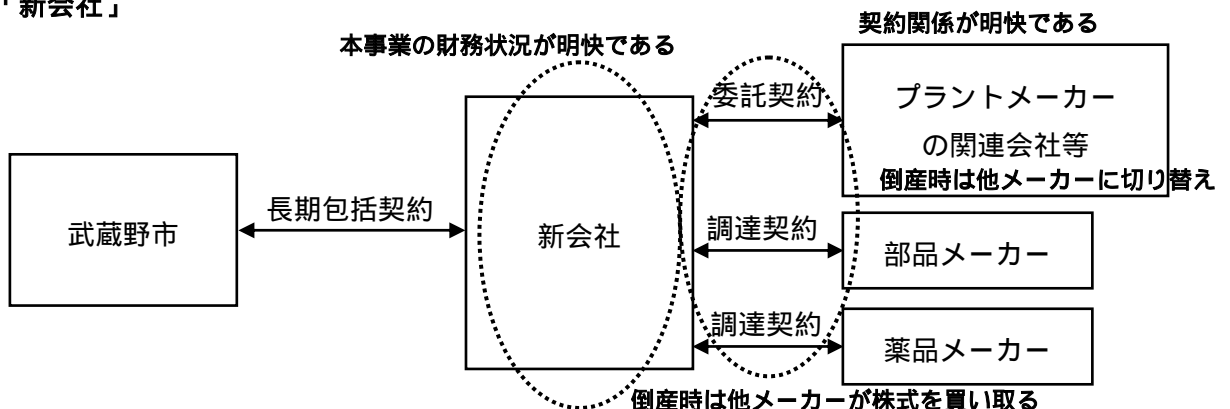 「新会社」
契約関係が明快である
本事業の財務状況が明快である
委託契約
プラントメーカー
の関連会社等
倒産時は他メーカーに切り替え
長期包括契約
武蔵野市
新会社
調達契約
部品メーカー
調達契約
薬品メーカー
倒産時は他メーカーが株式を買い取る